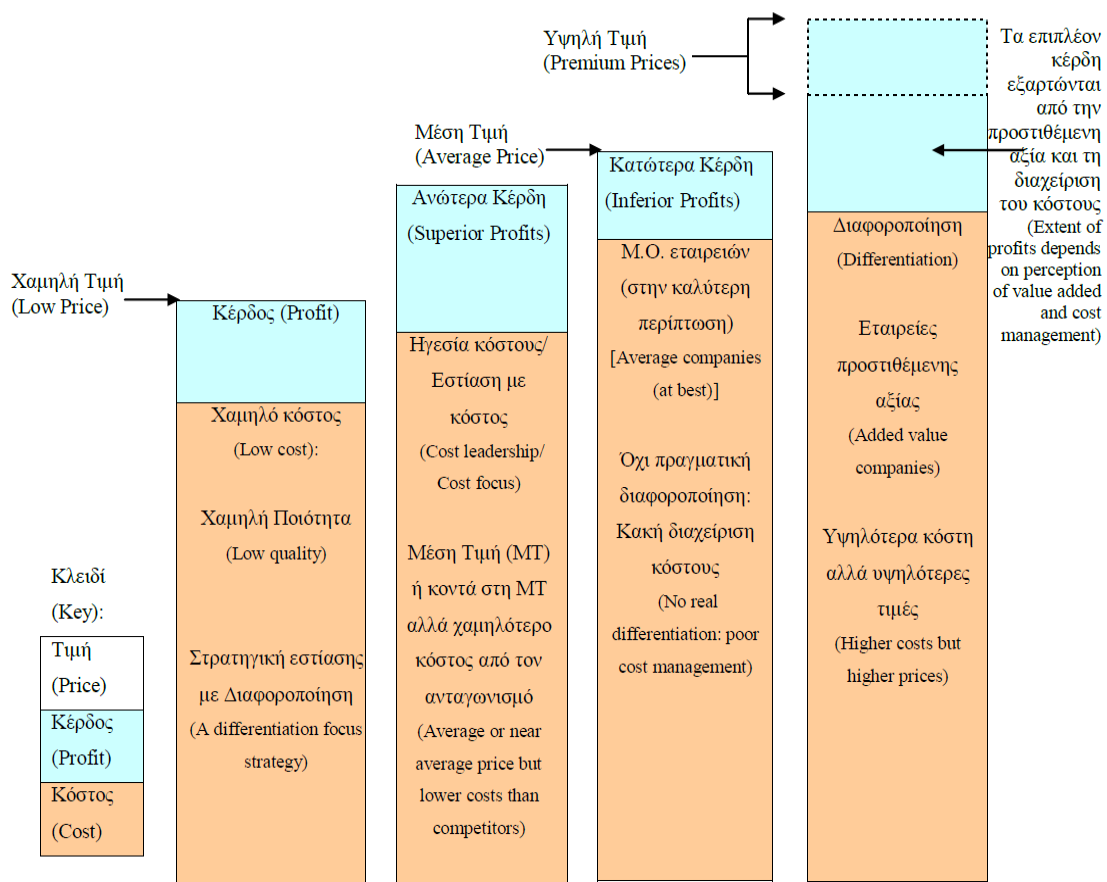 Υψηλή Τιμή
(Premium Prices)
Τα επιπλέον
κέρδη
εξαρτώνται
από την
προστιθέμενη
αξία και τη
διαχείριση
του κόστους
(Extent of
profits depends
on perception
of value added
and cost
management)
Μέση Τιμή
(Average Price)
Χαμηλή Τιμή
(Low Price)
Κέρδος (Profit)
Χαμηλό κόστος
(Low cost):
Χαμηλή Ποιότητα
(Low quality)
Στρατηγική εστίασης
με Διαφοροποίηση
(A differentiation focus
strategy)
Ανώτερα Κέρδη
(Superior Profits)
Ηγεσία κόστους/
Εστίαση με
κόστος
(Cost leadership/
Cost focus)
Μέση Τιμή (ΜΤ)
ή κοντά στη ΜΤ
αλλά χαμηλότερο
κόστος από τον
ανταγωνισμό
(Average or near
average price but
lower costs than
competitors)
Κατώτερα Κέρδη
(Inferior Profits)
Μ.Ο. εταιρειών
(στην καλύτερη
περίπτωση)
[Average companies
(at best)]
Όχι πραγματική
διαφοροποίηση:
Κακή διαχείριση
κόστους
(No real
differentiation: poor
cost management)
Διαφοροποίηση
(Differentiation)
Εταιρείες
προστιθέμενης
αξίας
(Added value
companies)
Υψηλότερα κόστη
αλλά υψηλότερες
τιμές
(Higher costs but
higher prices)
Κλειδί
(Key):
Τιμή
(Price)
Κέρδος
(Profit)
Κόστος
(Cost)